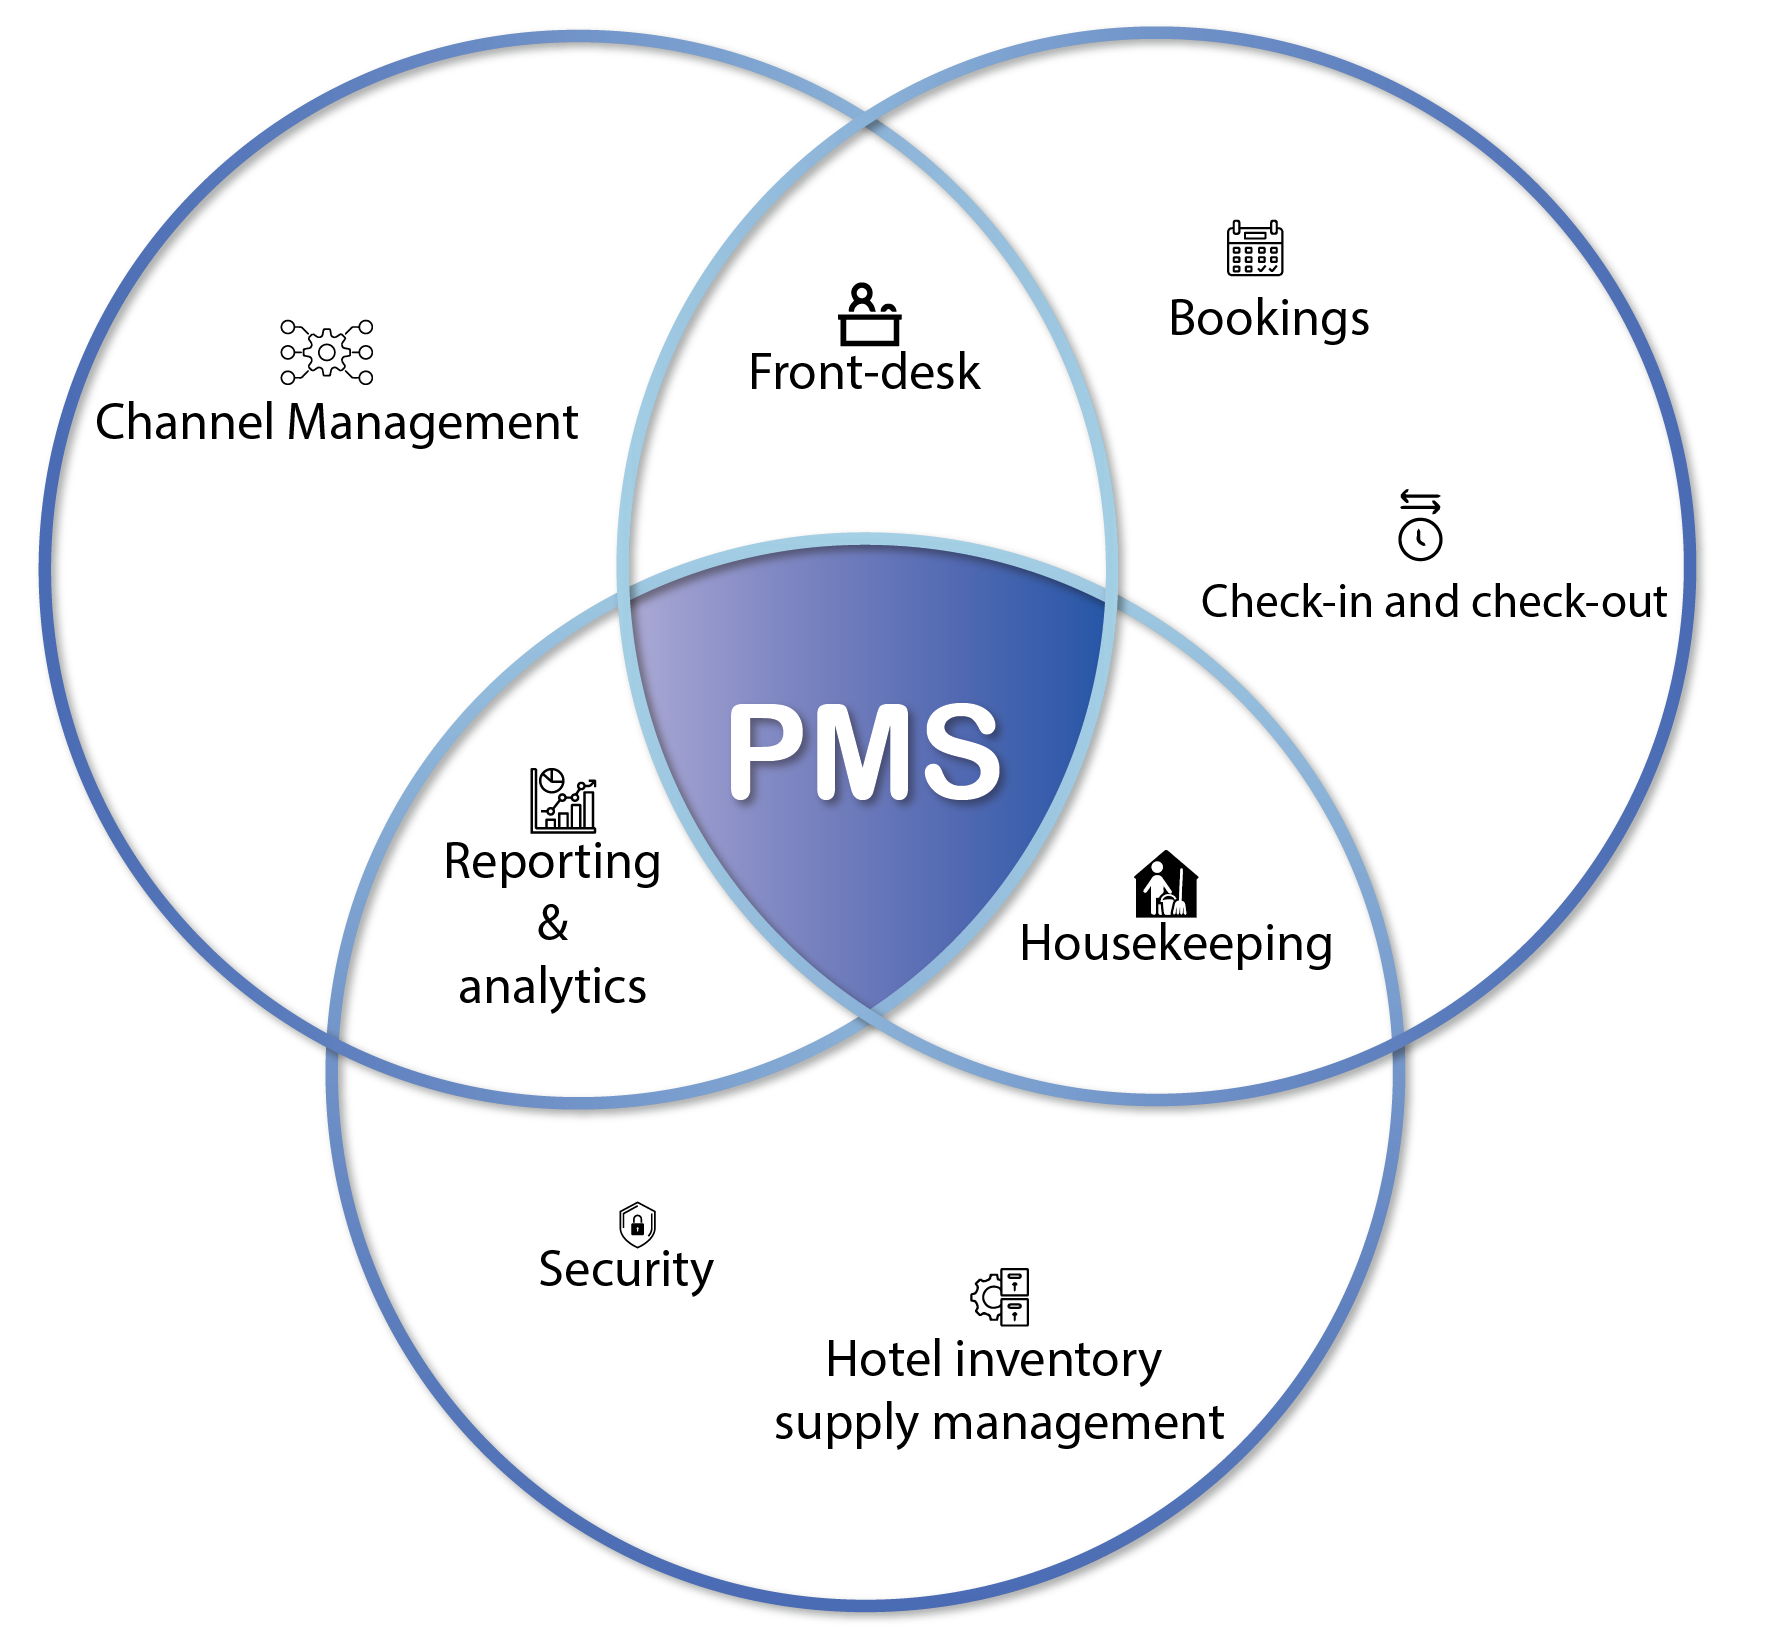 Bookings
Front-desk
Channel Management
Check-in and check-out
PMS
Reporting
&
analytics
Housekeeping
Security
Hotel inventory
supply management